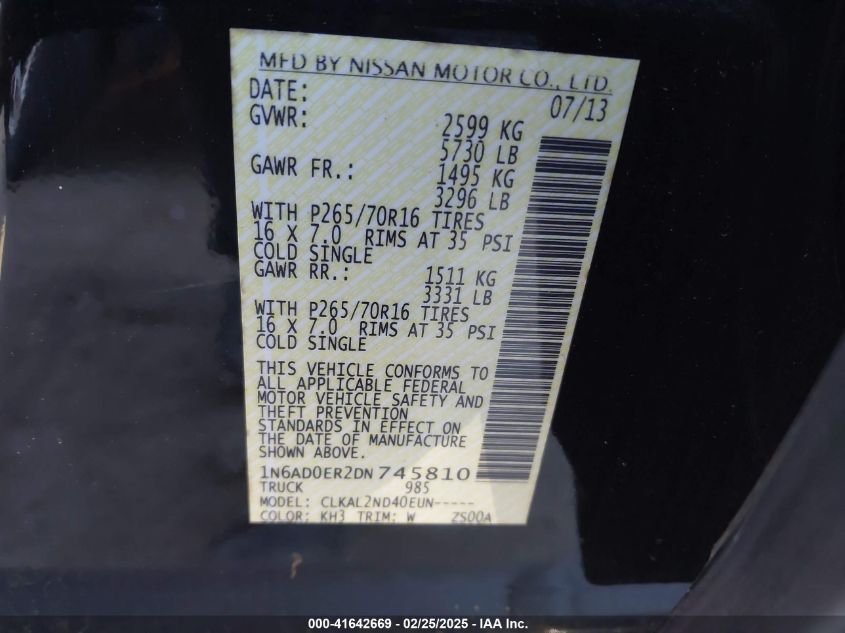 MFD BY NISSAN MOTOR CO., LTD.
DATE: 07/13
GVWR: 2599 KG
5730 LB
GAWR FR.: 1495 KG
3296 LB
WITH P265/70R16 TIRES
16 X 7.0 RIMS AT 35 PSI
COLD SINGLE
GAWR RR.: 1511 KG
3331 LB
WITH P265/70R16 TIRES
16 X 7.0 RIMS AT 35 PSI
COLD SINGLE
THIS VEHICLE CONFORMS TO
ALL APPLICABLE FEDERAL
MOTOR VEHICLE SAFETY AND
THEFT PREVENTION
STANDARDS IN EFFECT ON
THE DATE OF MANUFACTURE
SHOWN ABOVE.
1N6AD0ER2DN745810
TRUCK 985
MODEL: CLKAL2ND40EUN-----
COLOR: KH3 TRIM: W ZS00A
000-41642669 - 02/25/2025 - IAA Inc.